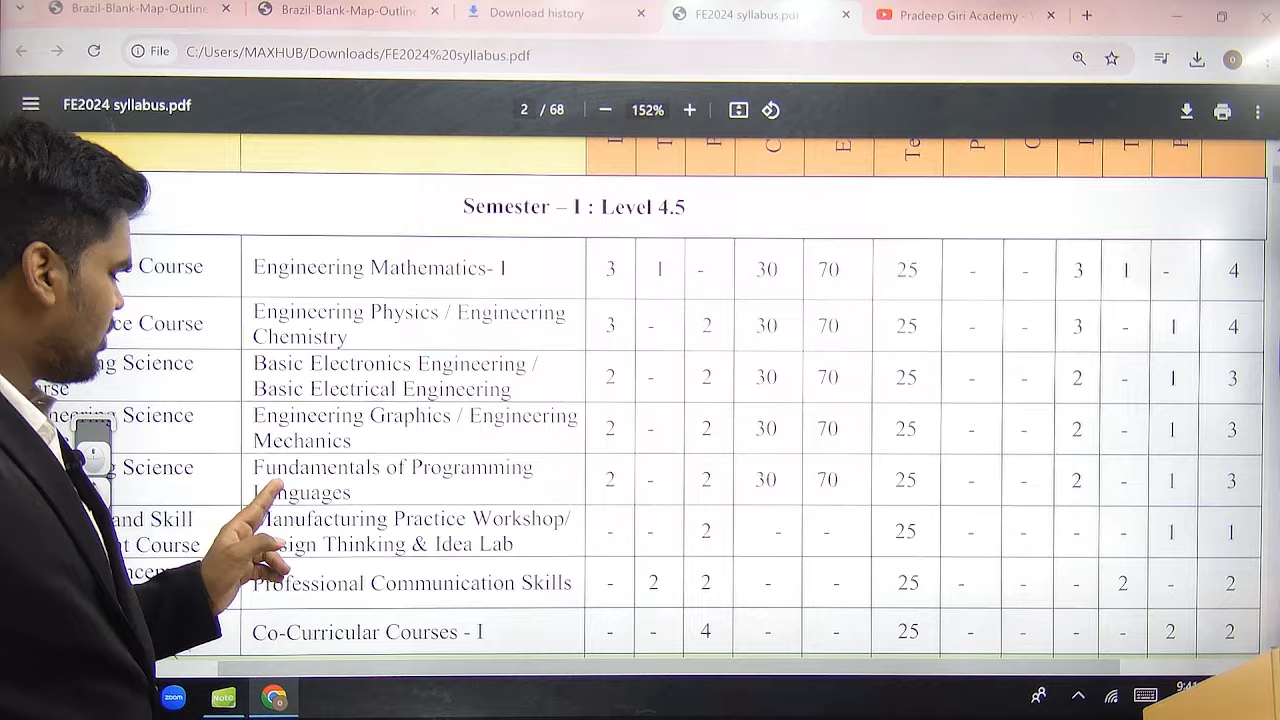 Brazil-Blank-Map-Outline
Brazil-Blank-Map-Outline
Download history
FE2024 syllabus.pdf
Pradeep Giri Academy -
File
C:/Users/MAXHUB/Downloads/FE2024%20syllabus.pdf
FE2024 syllabus.pdf
2 / 68
152%
Semester – I : Level 4.5
Course Engineering Mathematics- I 3 1 - 30 70 25 - - 3 1 - 4
Course Engineering Physics / Engineering Chemistry 3 - 2 30 70 25 - - 3 - 1 4
Science Basic Electronics Engineering / Basic Electrical Engineering 2 - 2 30 70 25 - - 2 - 1 3
Science Engineering Graphics / Engineering Mechanics 2 - 2 30 70 25 - - 2 - 1 3
Science Fundamentals of Programming Languages 2 - 2 30 70 25 - - 2 - 1 3
and Skill Course Manufacturing Practice Workshop/ Design Thinking & Idea Lab - - 2 - - 25 - - - - 1 1
Professional Communication Skills - 2 2 - - 25 - - - 2 - 2
Co-Curricular Courses - I - - 4 - - 25 - - - - 2 2
zoom
Note